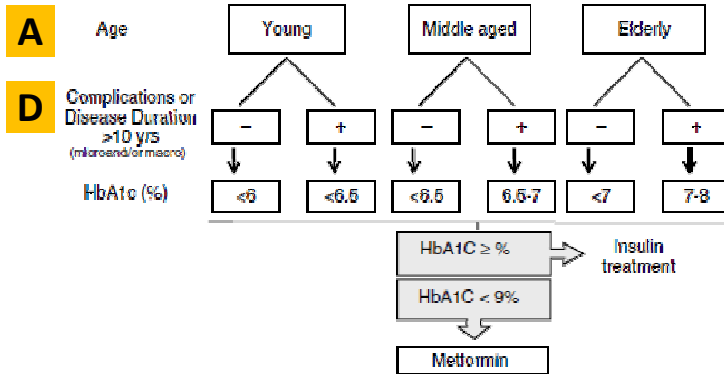 A Age Young Middle aged Elderly
D Complications or
Disease Duration
>10 yrs
(microand/ormacro)
− + − + − +
HbA1c (%) <6 <6.5 <6.5 6.5-7 <7 7-8
HbA1C ≥ % Insulin
treatment
HbA1C < 9%
Metformin